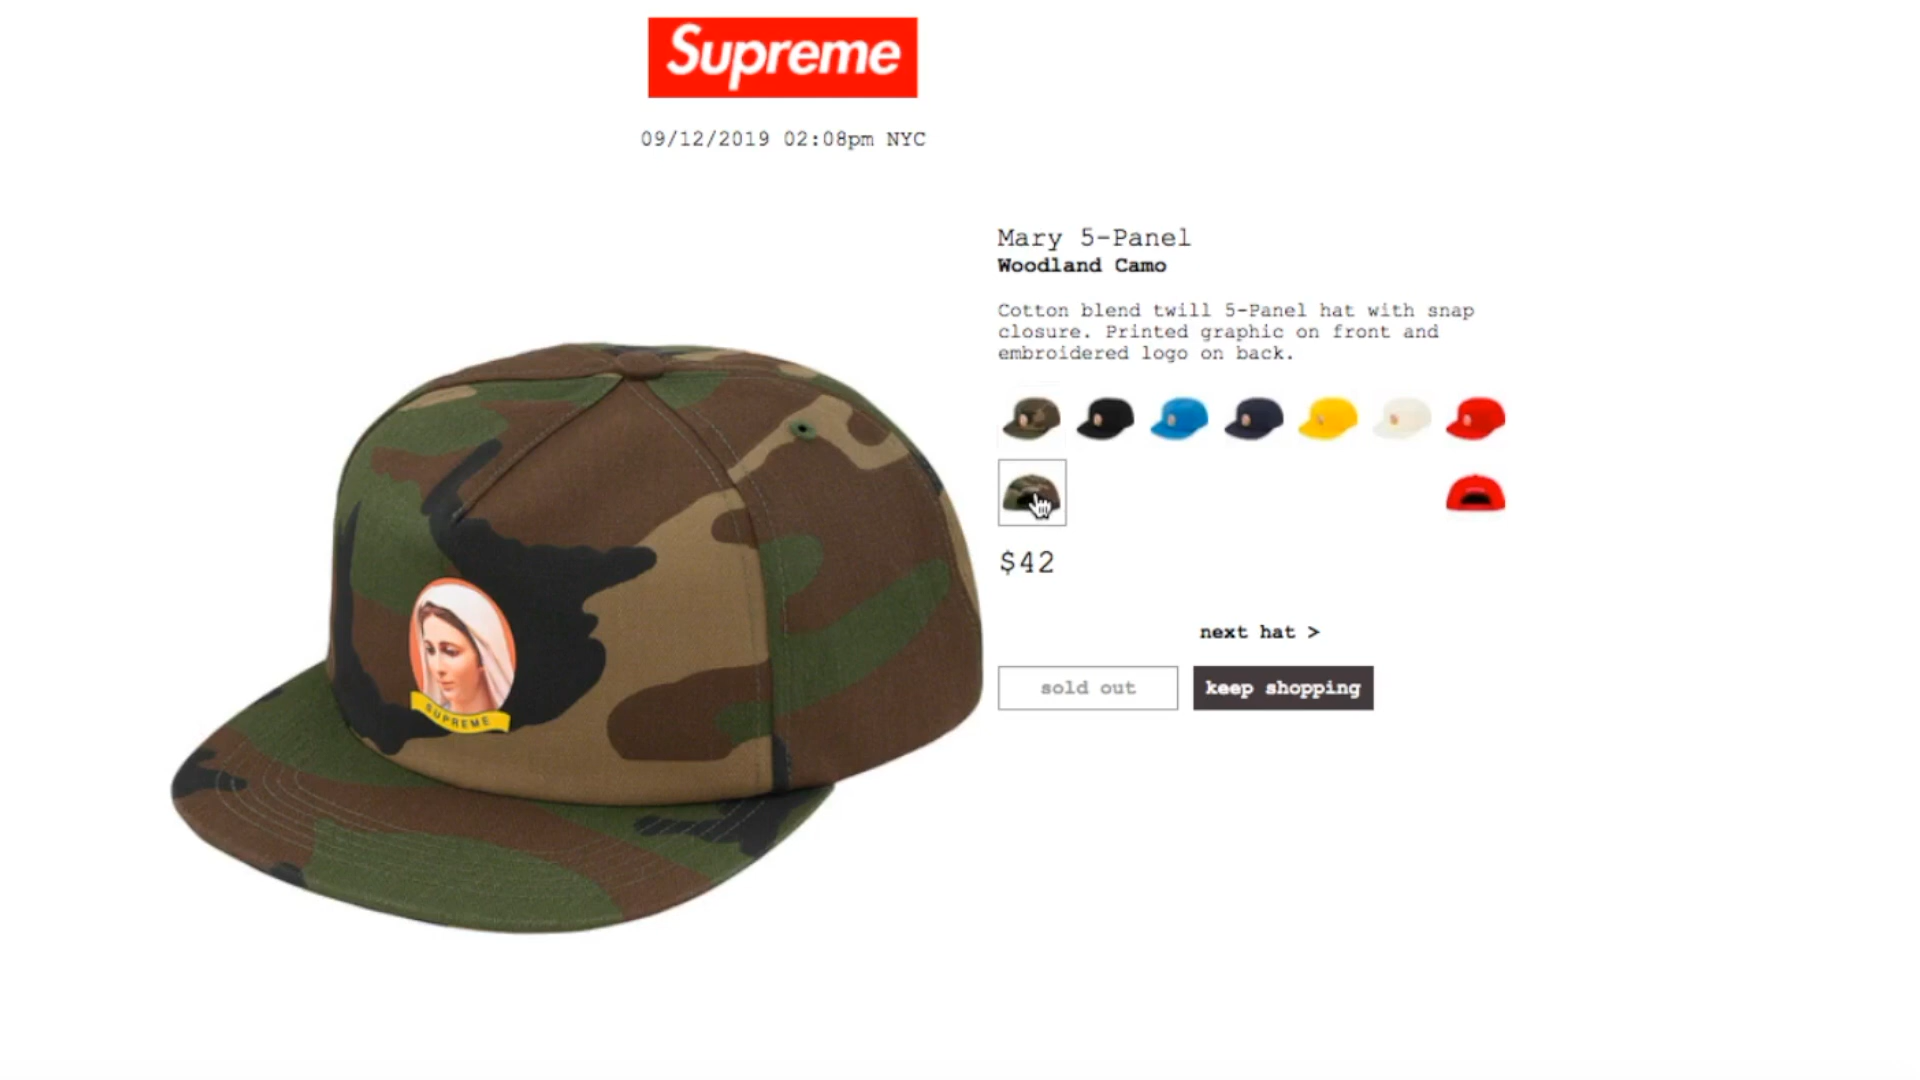 Supreme
09/12/2019 02:08pm NYC
Mary 5-Panel
Woodland Camo
Cotton blend twill 5-Panel hat with snap
closure. Printed graphic on front and
embroidered logo on back.
$42
next hat >
sold out
keep shopping
SUPREME